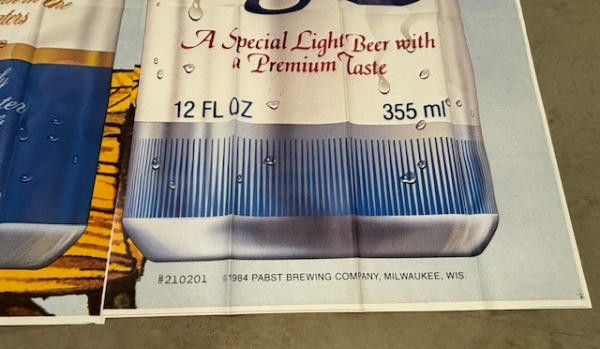 A Special Light Beer with
a Premium Taste
12 FL OZ 355 ml
#210201 ©1984 PABST BREWING COMPANY, MILWAUKEE, WIS.